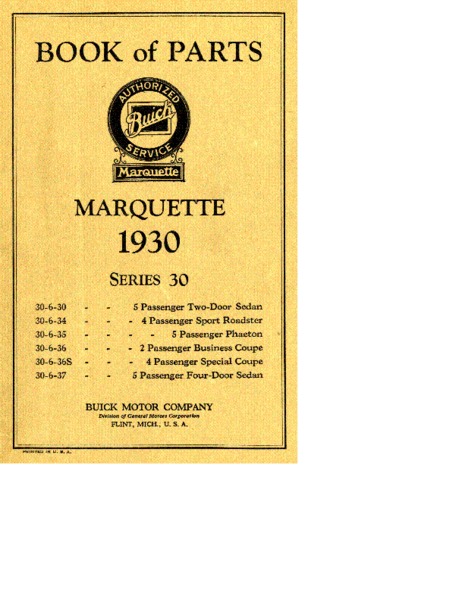 BOOK of PARTS
AUTHORIZED
Buick
SERVICE
Marquette
MARQUETTE
1930
SERIES 30
30-6-30 - - 5 Passenger Two-Door Sedan
30-6-34 - - - 4 Passenger Sport Roadster
30-6-35 - - - - 5 Passenger Phaeton
30-6-36 - - - 2 Passenger Business Coupe
30-6-36S - - - 4 Passenger Special Coupe
30-6-37 - - 5 Passenger Four-Door Sedan
BUICK MOTOR COMPANY
Division of General Motors Corporation
FLINT, MICH., U. S. A.
PRINTED IN U. S. A.